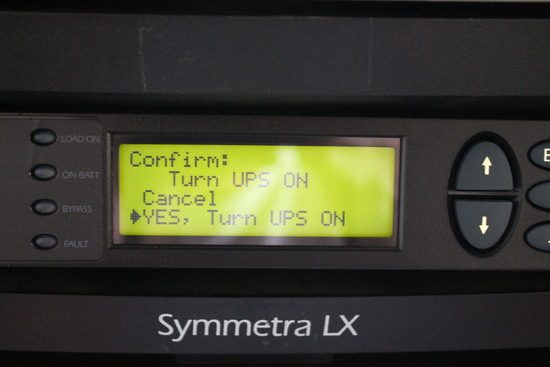 LOAD ON
ON-BATT
BYPASS
FAULT
Confirm:
Turn UPS ON
Cancel
YES, Turn UPS ON
Symmetra LX